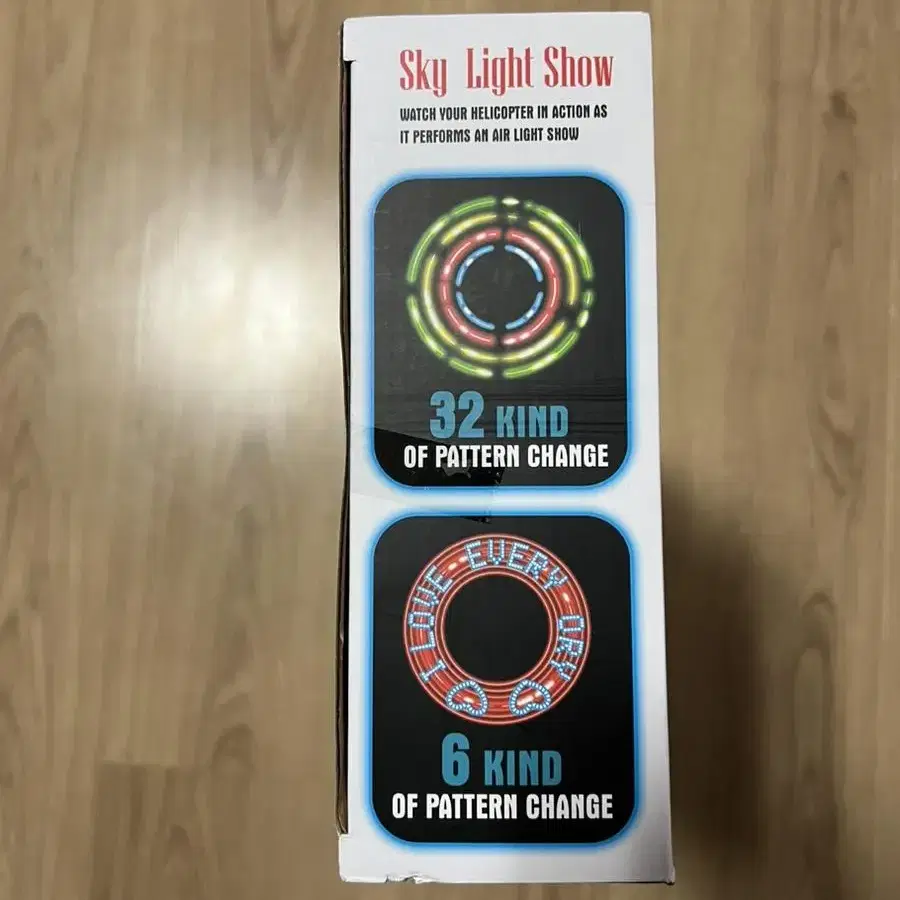 Sky Light Show
WATCH YOUR HELICOPTER IN ACTION AS
IT PERFORMS AN AIR LIGHT SHOW
32 KIND
OF PATTERN CHANGE
I LOVE EVERY DRY
6 KIND
OF PATTERN CHANGE